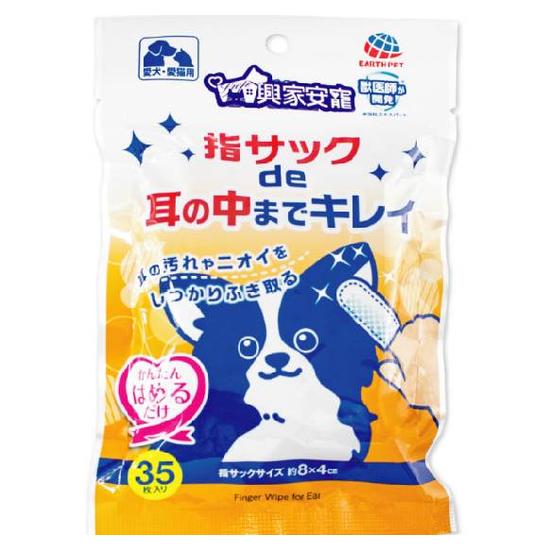 愛犬・愛猫用
EARTH PET
興家安寵
獣医師が
開発
指サック
de
耳の中までキレイ
耳の汚れやニオイを
しっかりふき取る
かんたん
はめる
だけ
35
枚入り
指サックサイズ 約8×4cm
Finger Wipe for Ear